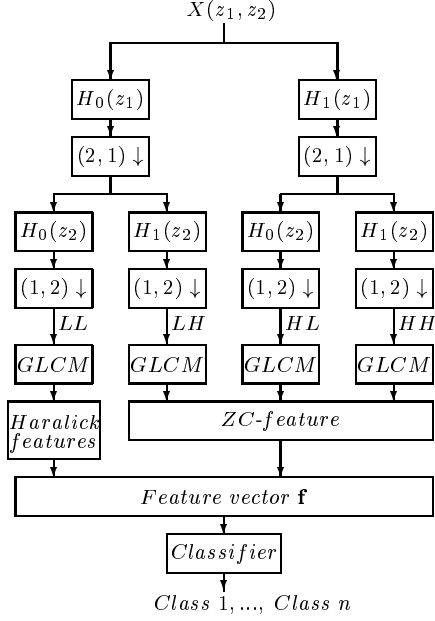 X(z₁, z₂)
H₀(z₁) H₁(z₁)
(2, 1) ↓ (2, 1) ↓
H₀(z₂) H₁(z₂) H₀(z₂) H₁(z₂)
(1, 2) ↓ (1, 2) ↓ (1, 2) ↓ (1, 2) ↓
LL LH HL HH
GLCM GLCM GLCM GLCM
Haralick
features
ZC-feature
Feature vector f
Classifier
Class 1,..., Class n